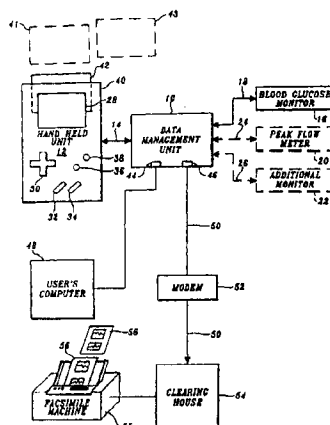 41
43
42
40
28
HAND HELD
UNIT
12
30
38
36
32
34
14
10
DATA
MANAGEMENT
UNIT
44
46
18
BLOOD GLUCOSE
MONITOR
16
24
PEAK FLOW
METER
20
26
ADDITIONAL
MONITOR
22
48
USER'S
COMPUTER
50
MODEM
52
50
56
56
FACSIMILE
MACHINE
CLEARING
HOUSE
54